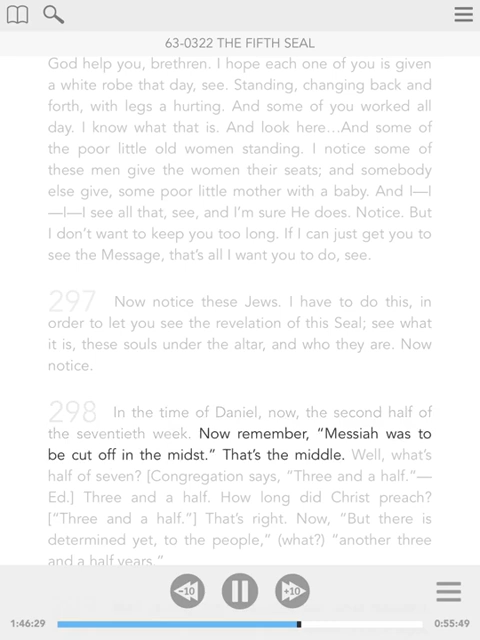 63-0322 THE FIFTH SEAL
God help you, brethren. I hope each one of you is given
a white robe that day, see. Standing, changing back and
forth, with legs a hurting. And some of you worked all
day. I know what that is. And look here…And some of
the poor little old women standing. I notice some of
these men give the women their seats; and somebody
else give, some poor little mother with a baby. And I—I
—I—I see all that, see, and I'm sure He does. Notice. But
I don't want to keep you too long. If I can just get you to
see the Message, that's all I want you to do, see.
297 Now notice these Jews. I have to do this, in
order to let you see the revelation of this Seal; see what
it is, these souls under the altar, and who they are. Now
notice.
298 In the time of Daniel, now, the second half of
the seventieth week. Now remember, “Messiah was to
be cut off in the midst.” That's the middle. Well, what's
half of seven? [Congregation says, “Three and a half.”—
Ed.] Three and a half. How long did Christ preach?
[“Three and a half.”] That's right. Now, “But there is
determined yet, to the people,” (what?) “another three
and a half years.”
-10
+10
1:46:29
0:55:49